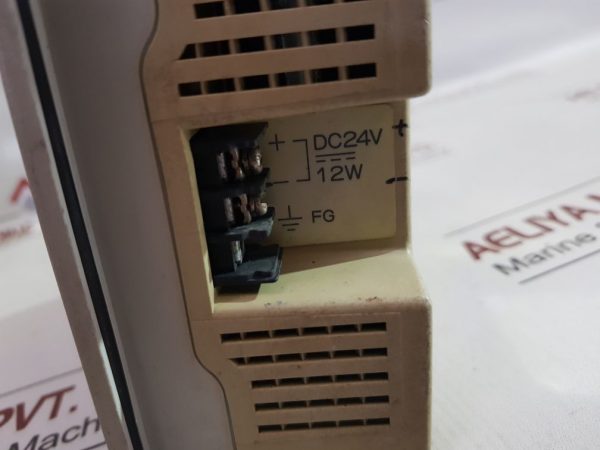 + DC24V +
- 12W -
FG
AELIYA M
Marine
PVT.
Mach